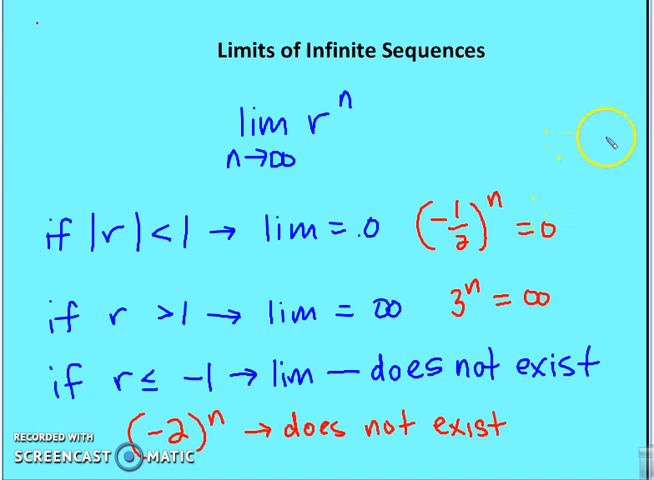 Limits of Infinite Sequences
lim r^n
n→∞
if |r| < 1 → lim = .0 (-1/2)^n = 0
if r > 1 → lim = ∞ 3^n = ∞
if r ≤ -1 → lim — does not exist
(-2)^n → does not exist
RECORDED WITH
SCREENCAST MATIC